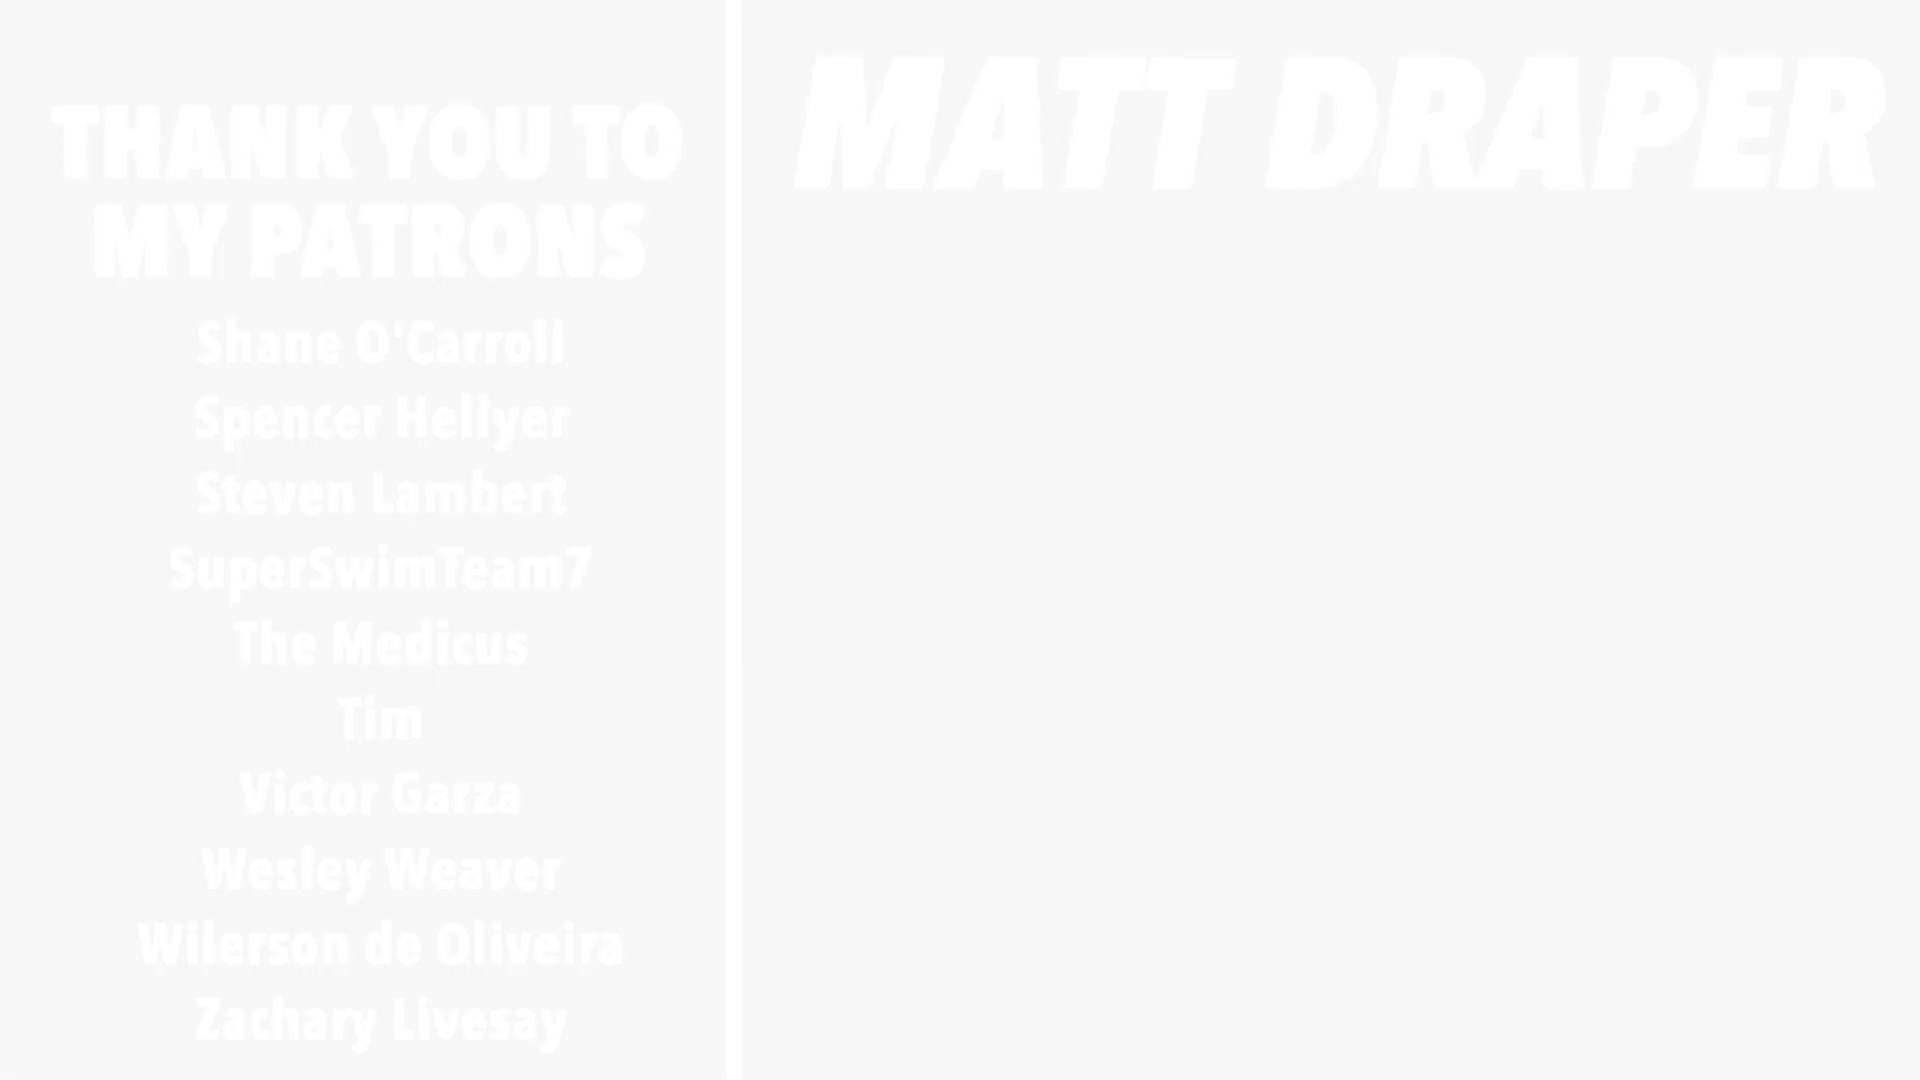 THANK YOU TO
MY PATRONS
Shane O'Carroll
Spencer Hellyer
Steven Lambert
SuperSwimTeam7
The Medicus
Tim
Victor Garza
Wesley Weaver
Wilerson de Oliveira
Zachary Livesay
MATT DRAPER